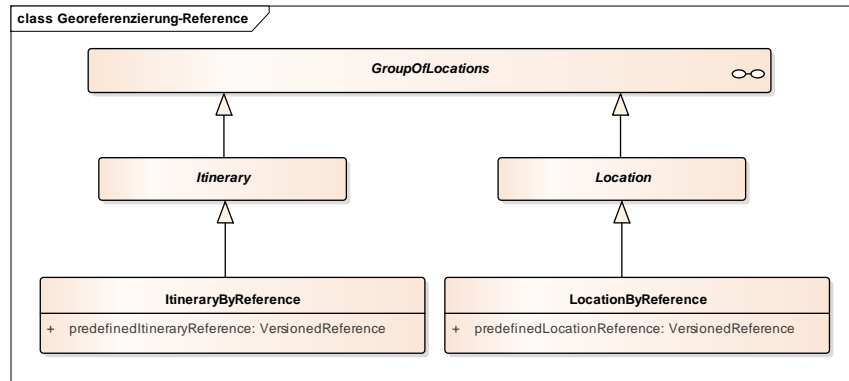 class Georeferenzierung-Reference
GroupOfLocations
Itinerary
Location
ItineraryByReference
+ predefinedItineraryReference: VersionedReference
LocationByReference
+ predefinedLocationReference: VersionedReference